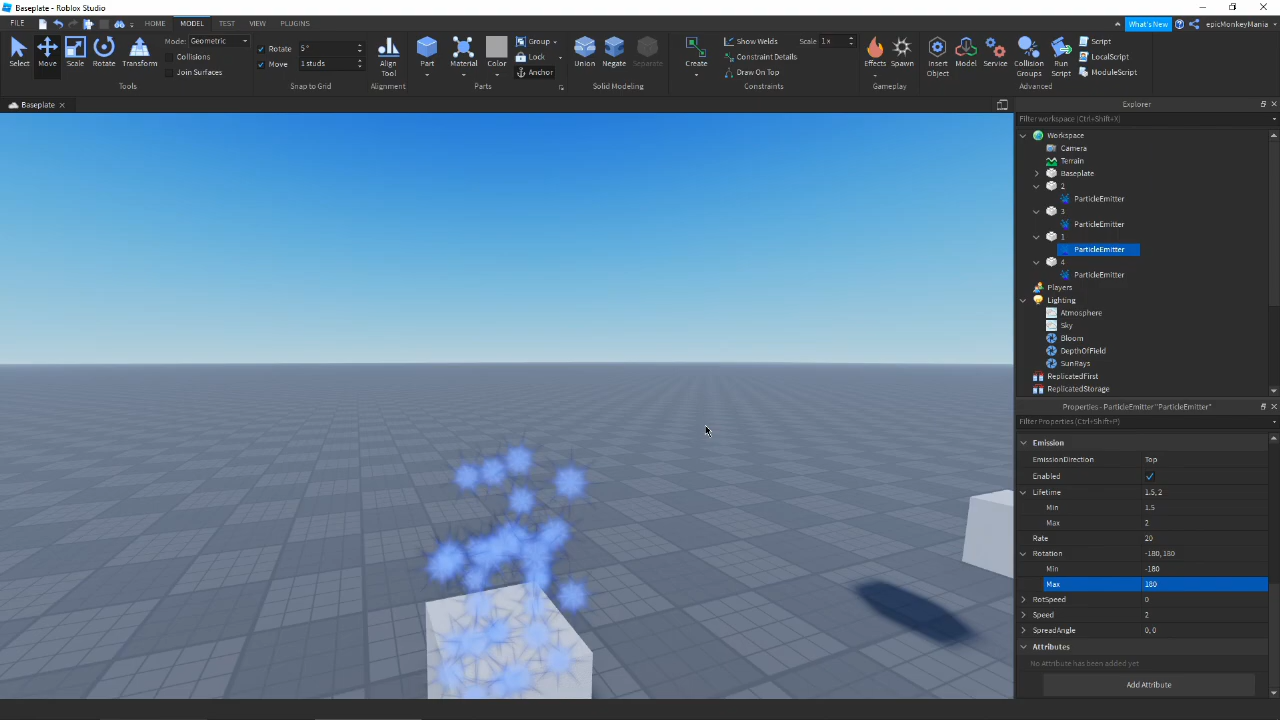 Baseplate - Roblox Studio
FILE HOME MODEL TEST VIEW PLUGINS What's New epicMonkeyMania
Select Move Scale Rotate Transform
Mode: Geometric
Collisions
Join Surfaces
Tools
Rotate 5 °
Move 1 studs
Snap to Grid
Align Tool
Alignment
Part Material Color
Group
Lock
Anchor
Parts
Union Negate Separate
Solid Modeling
Create
Show Welds Scale 1 x
Constraint Details
Draw On Top
Constraints
Effects Spawn
Gameplay
Insert Object Model Service Collision Groups Run Script
Script
LocalScript
ModuleScript
Advanced
Baseplate
Explorer
Filter workspace (Ctrl+Shift+X)
Workspace
Camera
Terrain
Baseplate
2
ParticleEmitter
3
ParticleEmitter
1
ParticleEmitter
4
ParticleEmitter
Players
Lighting
Atmosphere
Sky
Bloom
DepthOfField
SunRays
ReplicatedFirst
ReplicatedStorage
Properties - ParticleEmitter "ParticleEmitter"
Filter Properties (Ctrl+Shift+P)
Emission
EmissionDirection Top
Enabled
Lifetime 1.5, 2
Min 1.5
Max 2
Rate 20
Rotation -180, 180
Min -180
Max 180
RotSpeed 0
Speed 2
SpreadAngle 0, 0
Attributes
No Attribute has been added yet
Add Attribute